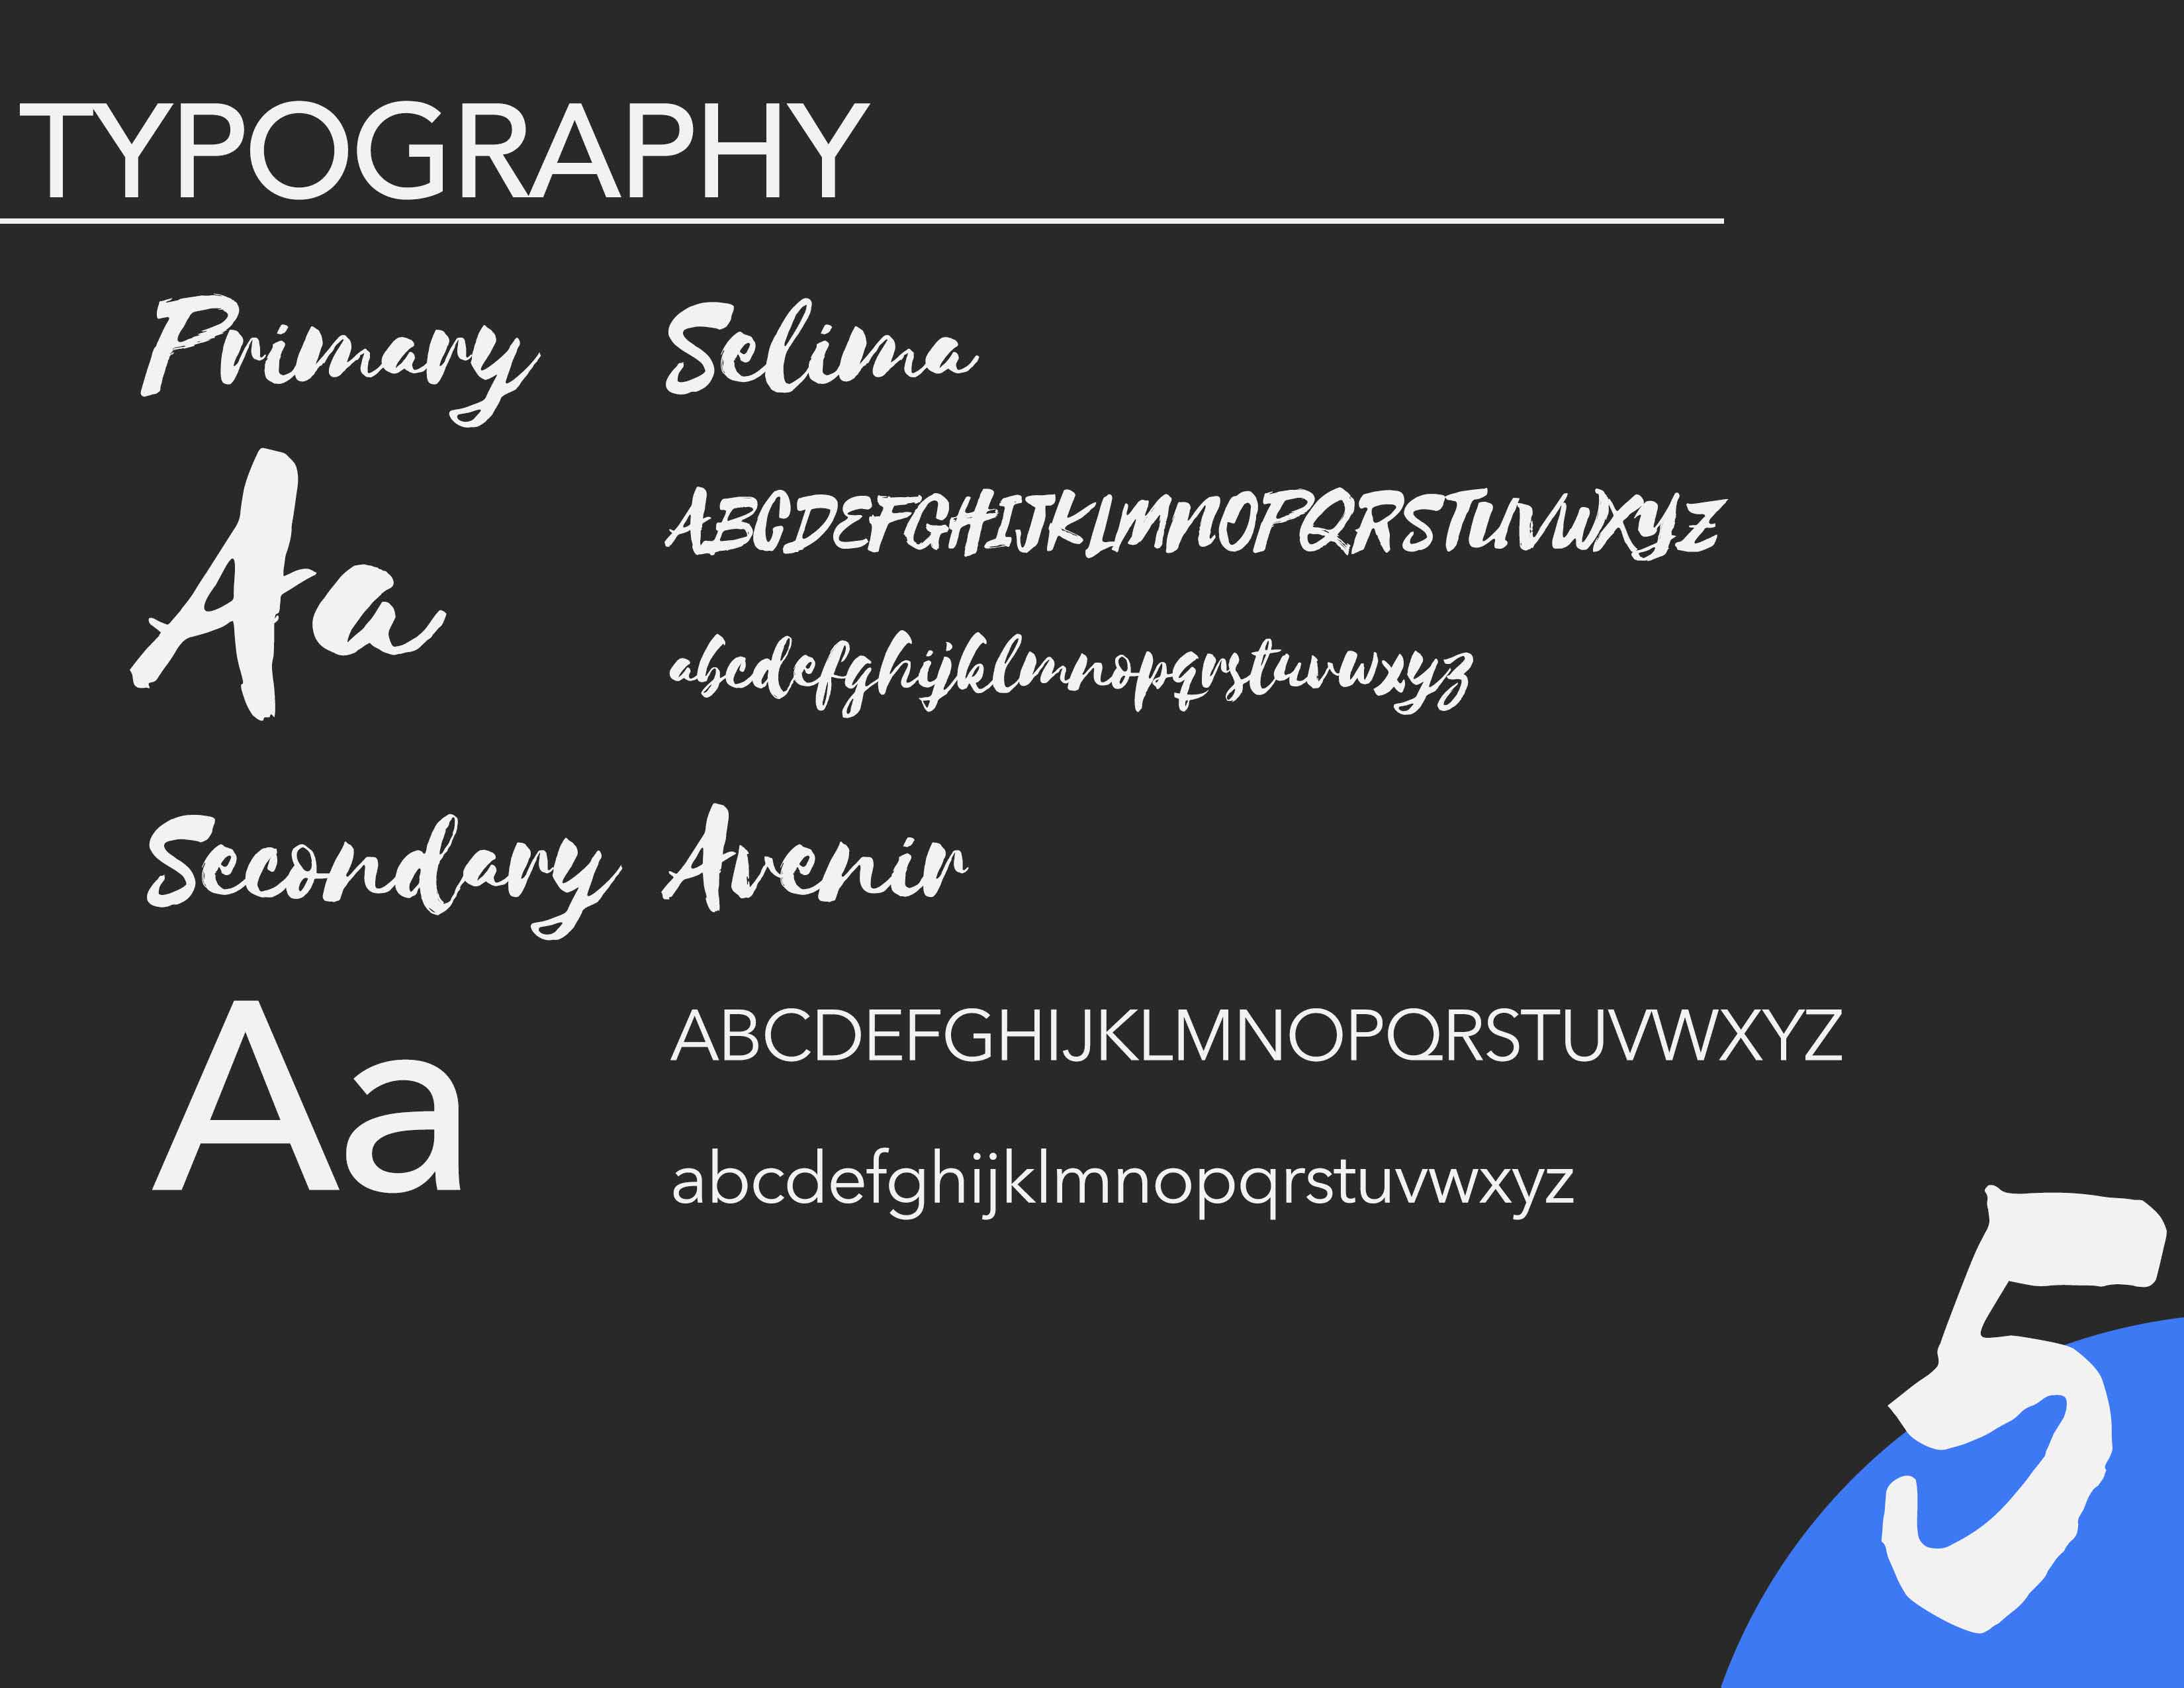 TYPOGRAPHY
Primary Selima
Aa
ABCDEFGHIJKLMNOPQRSTUVWXYZ
abcdefghijklmnopqrstuvwxyz
Secondary Avenir
Aa
ABCDEFGHIJKLMNOPQRSTUVWXYZ
abcdefghijklmnopqrstuvwxyz
5